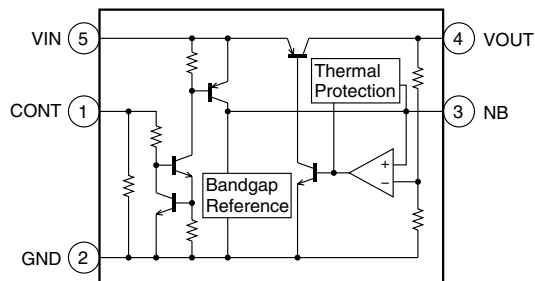 VIN 5
4 VOUT
Thermal
Protection
CONT 1
3 NB
+
−
Bandgap
Reference
GND 2